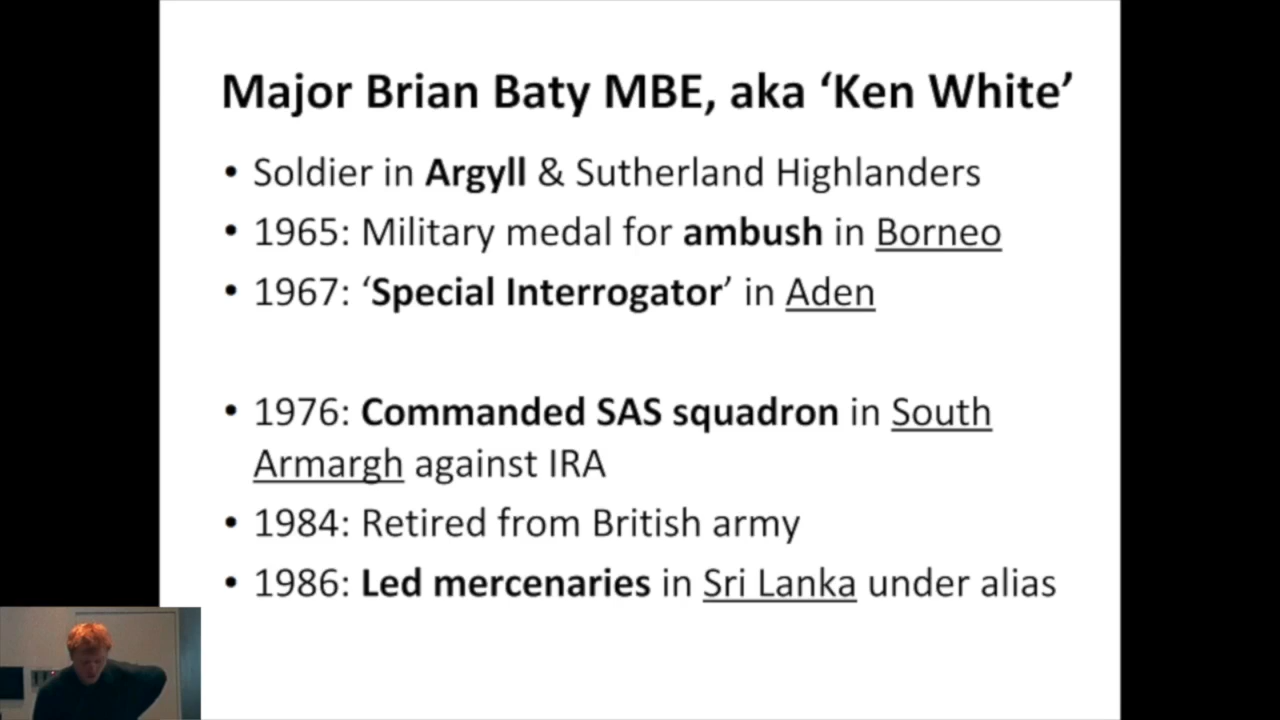 Major Brian Baty MBE, aka ‘Ken White’
• Soldier in Argyll & Sutherland Highlanders
• 1965: Military medal for ambush in Borneo
• 1967: ‘Special Interrogator’ in Aden
• 1976: Commanded SAS squadron in South
Armargh against IRA
• 1984: Retired from British army
• 1986: Led mercenaries in Sri Lanka under alias